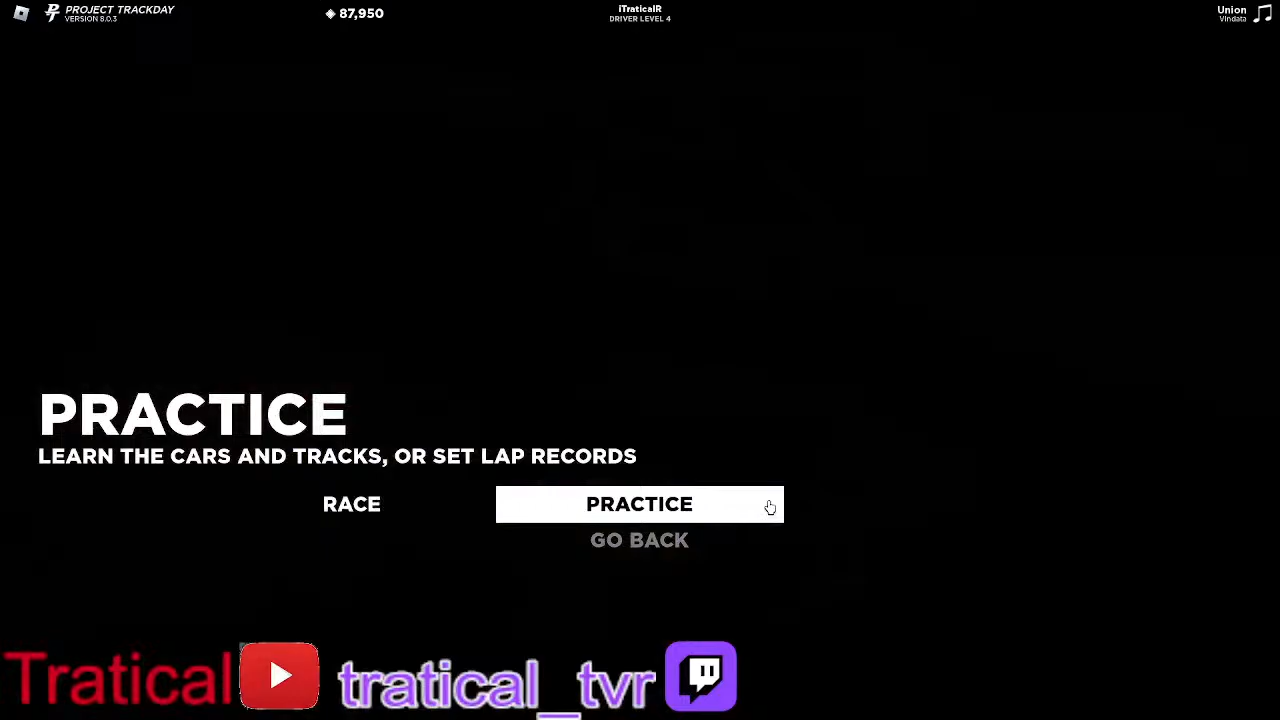 PROJECT TRACKDAY
VERSION 8.0.3
87,950
iTraticalR
DRIVER LEVEL 4
Union
Vindata
PRACTICE
LEARN THE CARS AND TRACKS, OR SET LAP RECORDS
RACE
PRACTICE
GO BACK
Tratical
tratical_tvr